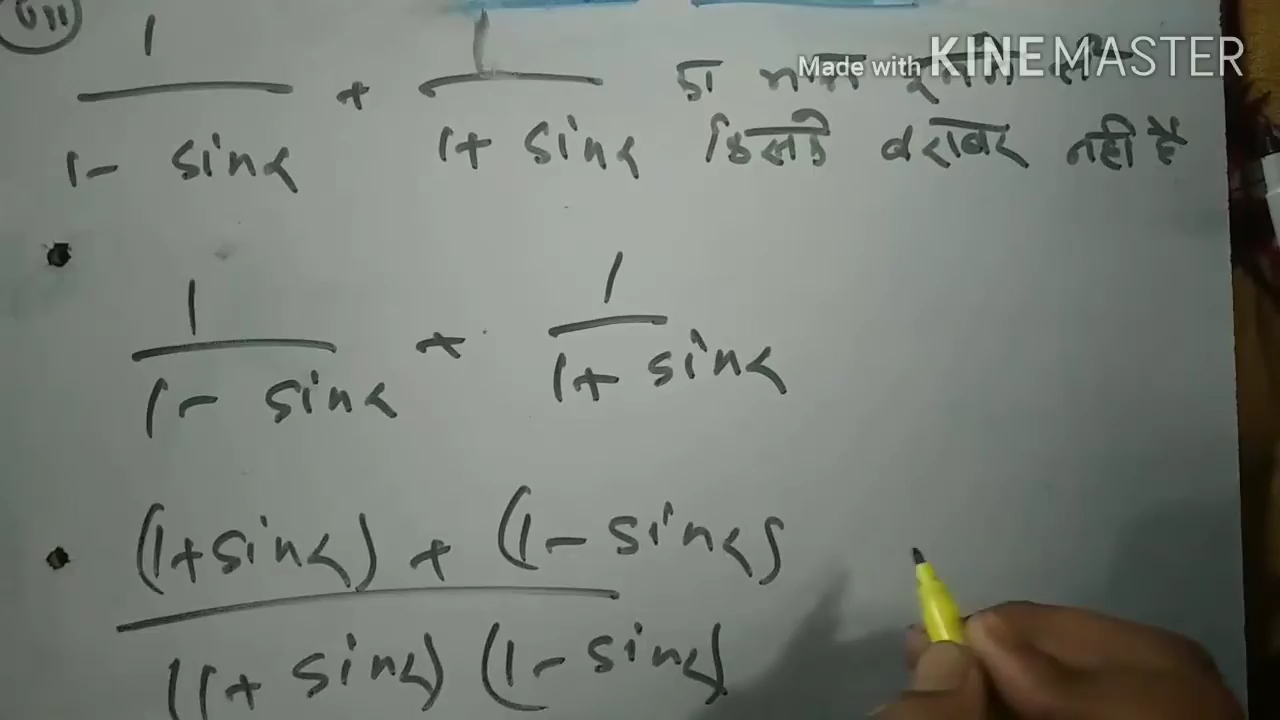 Made with KINEMASTER
1/(1 - sinα) + 1/(1 + sinα) का मान इनमें से
किसके बराबर नही है
1/(1 - sinα) + 1/(1 + sinα)
((1+sinα) + (1-sinα))/((1+ sinα) (1- sinα))